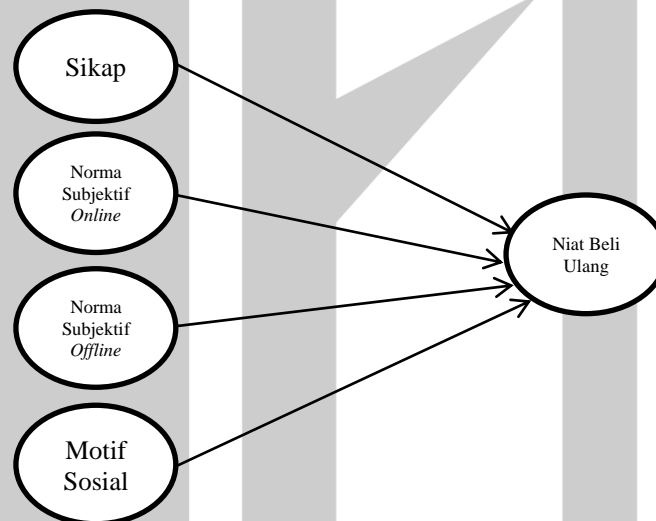 Sikap
Norma
Subjektif
Online
Niat Beli
Ulang
Norma
Subjektif
Offline
Motif
Sosial